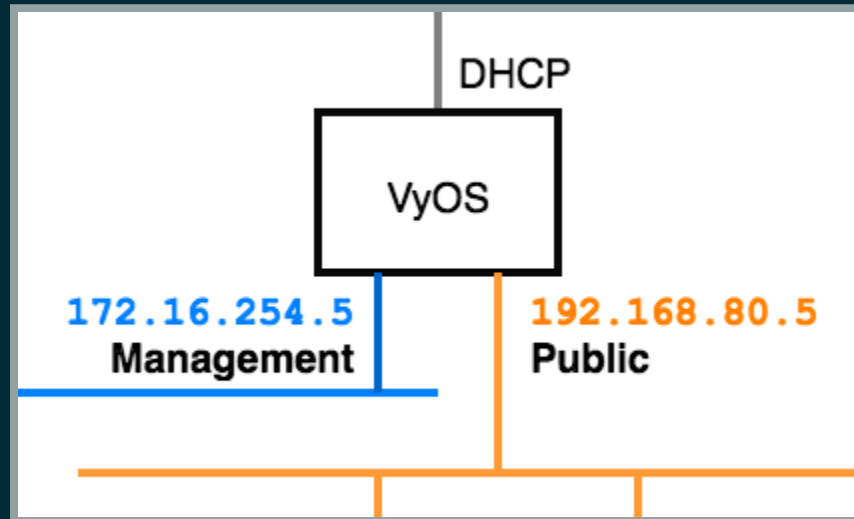 DHCP
VyOS
172.16.254.5
Management
192.168.80.5
Public